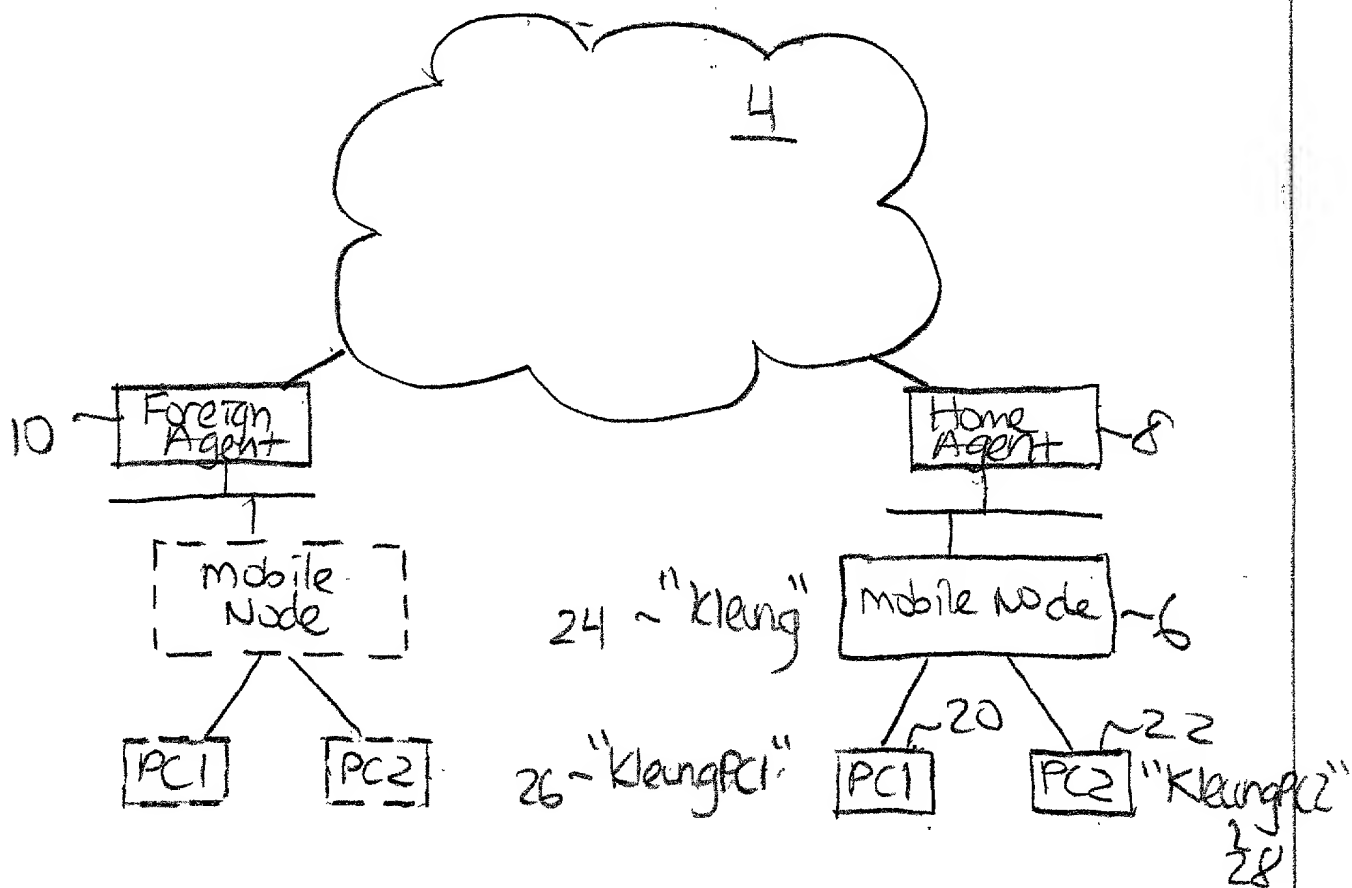 4
10
Foreign
Agent
Home
Agent
8
mobile
Node
24
"Kleung"
mobile Node
6
20
22
PC1
PC2
26
"KleungPC1"
PC1
PC2
"KleungPC2"
28